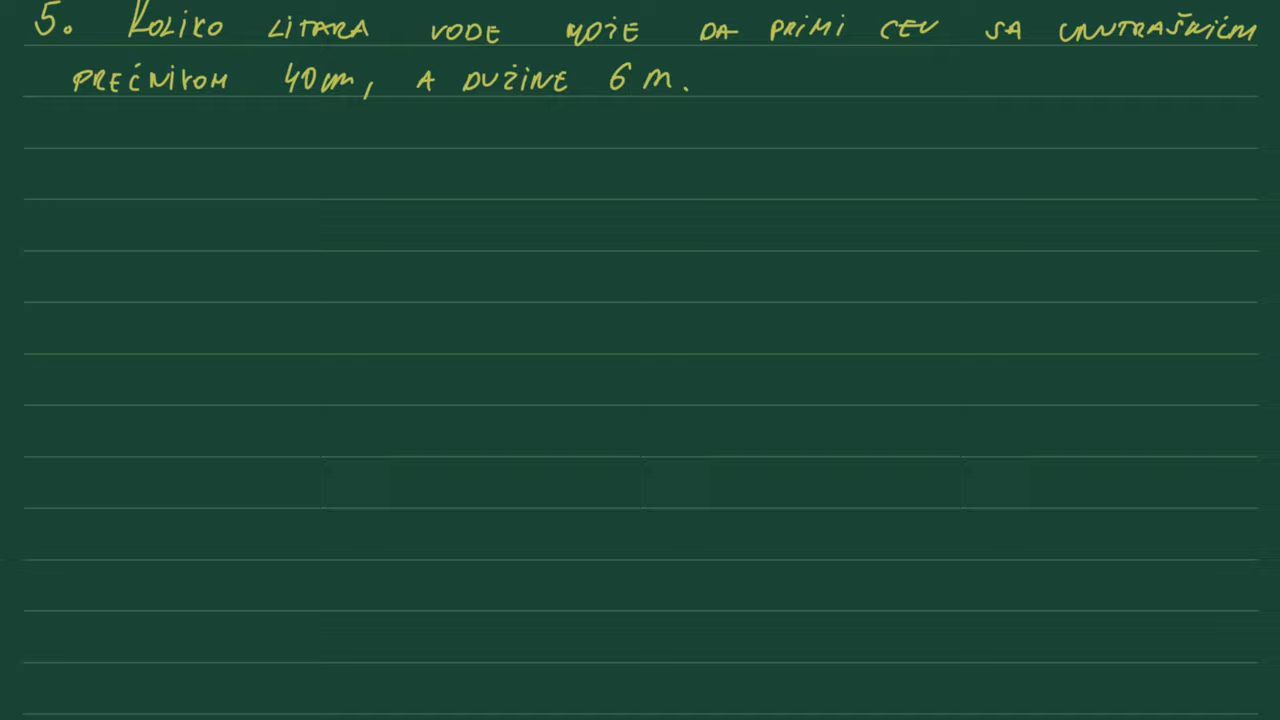 5. KOLIKO LITARA VODE MOŽE DA PRIMI CEV SA UNUTRAŠNJIM
PREČNIKOM 40cm, A DUŽINE 6 m.